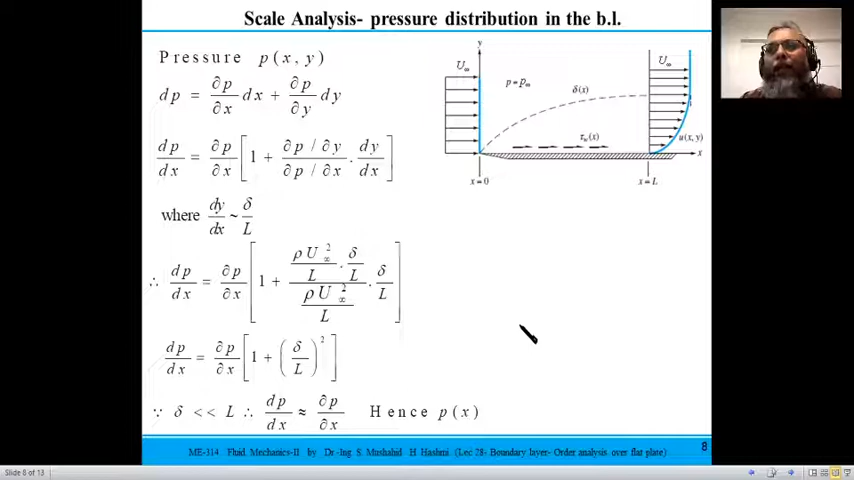 Scale Analysis- pressure distribution in the b.l.
Pressure p(x, y)
dp = ∂p/∂x dx + ∂p/∂y dy
dp/dx = ∂p/∂x [1 + (∂p/∂y)/(∂p/∂x) . dy/dx]
where dy/dx ~ δ/L
∴ dp/dx = ∂p/∂x [1 + (ρU∞²/L . δ/L)/(ρU∞²/L) . δ/L]
dp/dx = ∂p/∂x [1 + (δ/L)²]
∵ δ << L ∴ dp/dx ≈ ∂p/∂x Hence p(x)
y
U∞
p = p∞
δ(x)
U∞
τw(x)
u(x, y)
x
x = 0
x = L
ME-314 Fluid Mechanics-II by Dr-Ing S. Mushahid H Hashmi (Lec 28- Boundary layer- Order analysis over flat plate)
8
Slide 8 of 13